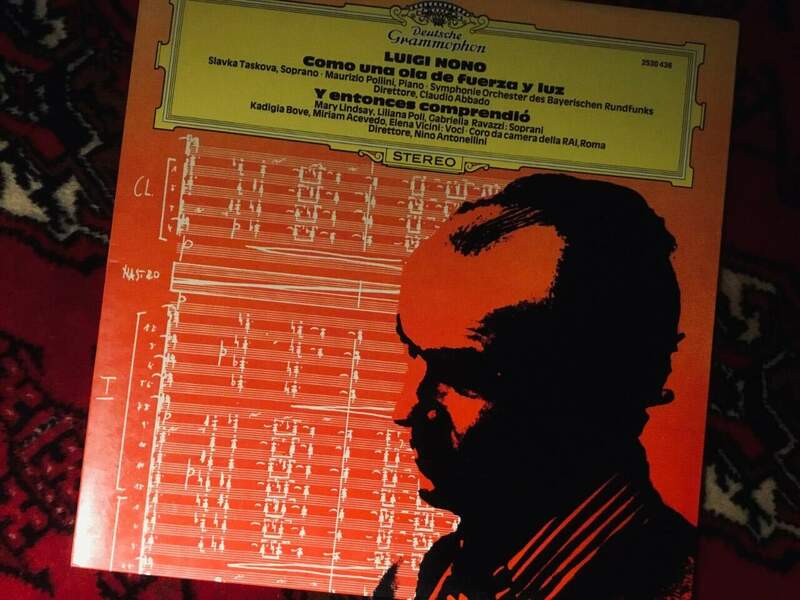 Deutsche
Grammophon
2530 436
LUIGI NONO
Como una ola de fuerza y luz
Slavka Taskova, Soprano · Maurizio Pollini, Piano · Symphonie Orchester des Bayerischen Rundfunks
Direttore, Claudio Abbado
Y entonces comprendió
Mary Lindsay, Liliana Poli, Gabriella Ravazzi: Soprani
Kadigia Bove, Miriam Acevedo, Elena Vicini: Voci · Coro da camera della RAI, Roma
Direttore, Nino Antonellini
STEREO
CL.
NASTRO
I